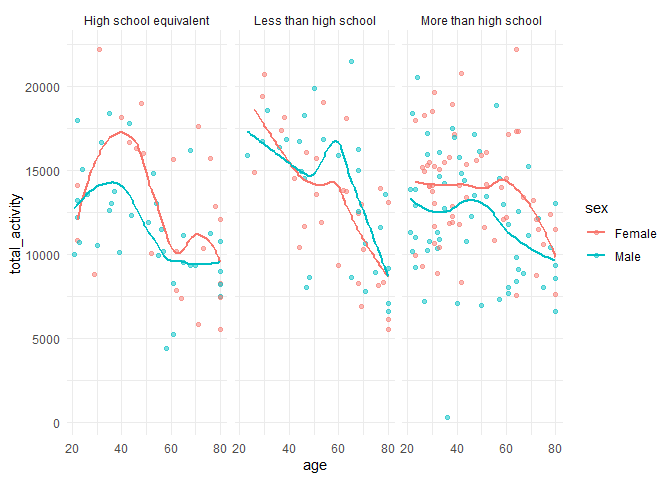 High school equivalent
Less than high school
More than high school
total_activity
20000
15000
10000
5000
0
20 40 60 80
20 40 60 80
20 40 60 80
age
sex
Female
Male